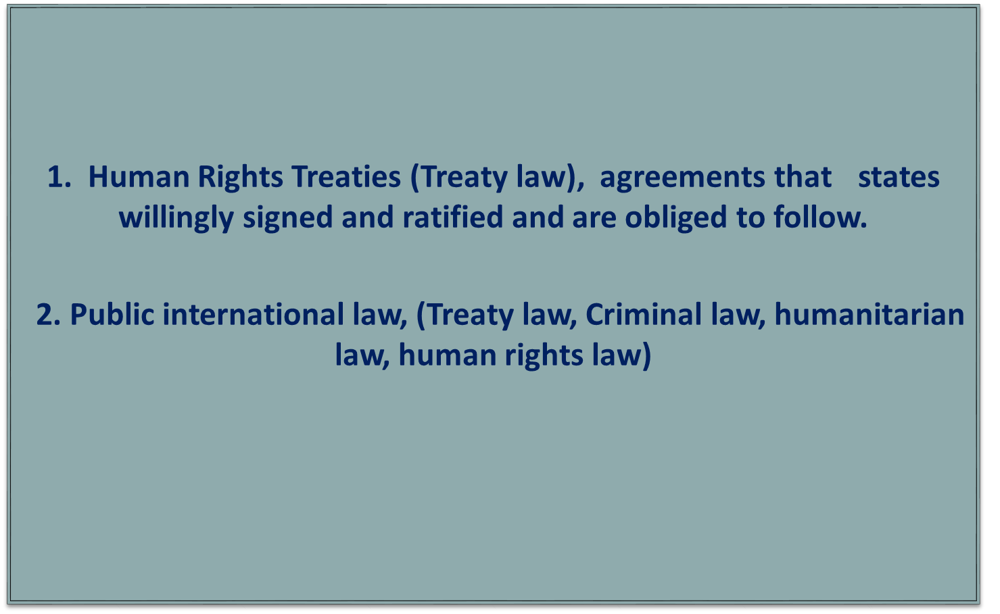 1. Human Rights Treaties (Treaty law), agreements that states
willingly signed and ratified and are obliged to follow.
2. Public international law, (Treaty law, Criminal law, humanitarian
law, human rights law)